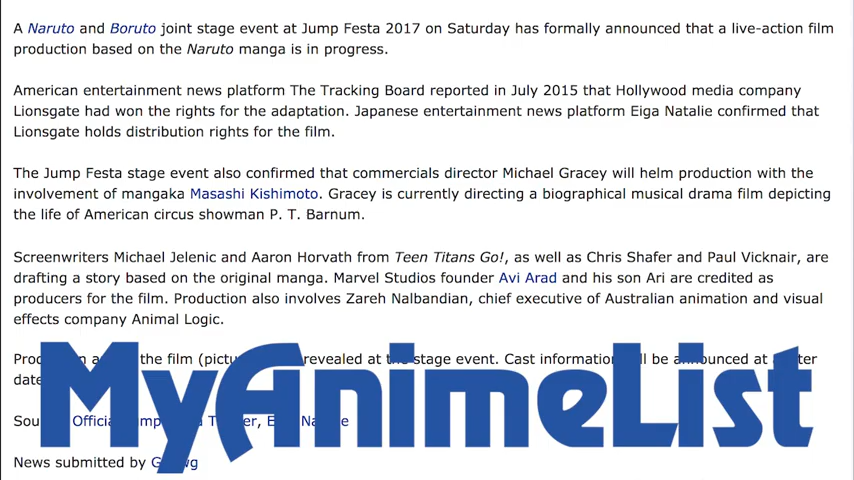 A Naruto and Boruto joint stage event at Jump Festa 2017 on Saturday has formally announced that a live-action film
production based on the Naruto manga is in progress.
American entertainment news platform The Tracking Board reported in July 2015 that Hollywood media company
Lionsgate had won the rights for the adaptation. Japanese entertainment news platform Eiga Natalie confirmed that
Lionsgate holds distribution rights for the film.
The Jump Festa stage event also confirmed that commercials director Michael Gracey will helm production with the
involvement of mangaka Masashi Kishimoto. Gracey is currently directing a biographical musical drama film depicting
the life of American circus showman P. T. Barnum.
Screenwriters Michael Jelenic and Aaron Horvath from Teen Titans Go!, as well as Chris Shafer and Paul Vicknair, are
drafting a story based on the original manga. Marvel Studios founder Avi Arad and his son Ari are credited as
producers for the film. Production also involves Zareh Nalbandian, chief executive of Australian animation and visual
effects company Animal Logic.
the film revealed at the stage event. Cast information be announced at
date
MyAnimeList
News submitted by